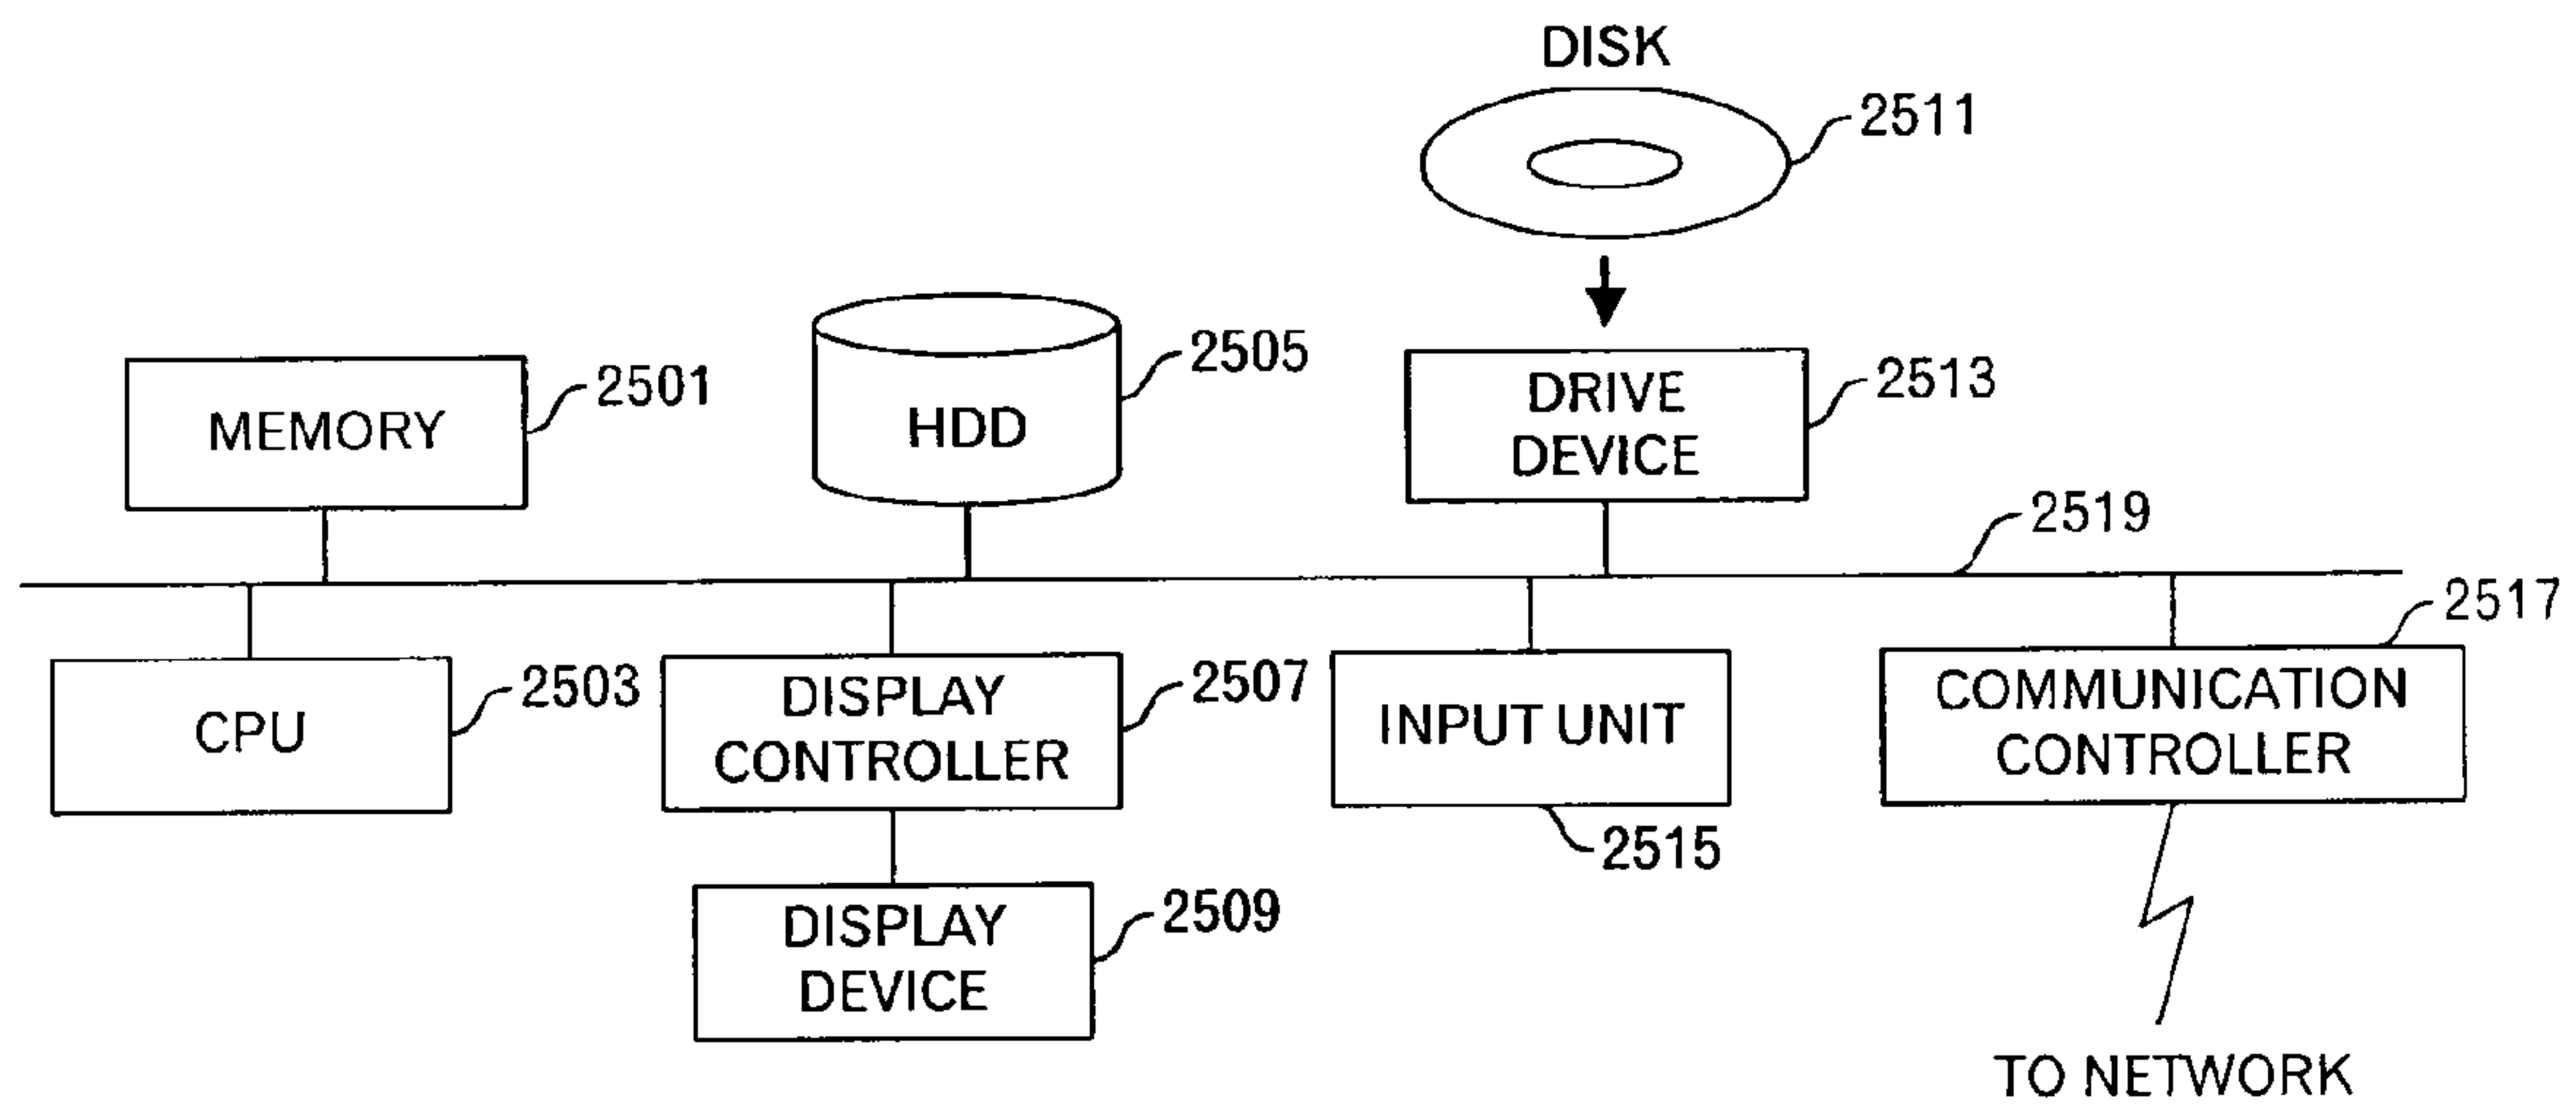 DISK
2511
2505
2501
HDD
MEMORY
DRIVE
DEVICE
2513
2519
2517
CPU
2503
DISPLAY
CONTROLLER
2507
INPUT UNIT
2515
COMMUNICATION
CONTROLLER
DISPLAY
DEVICE
2509
TO NETWORK